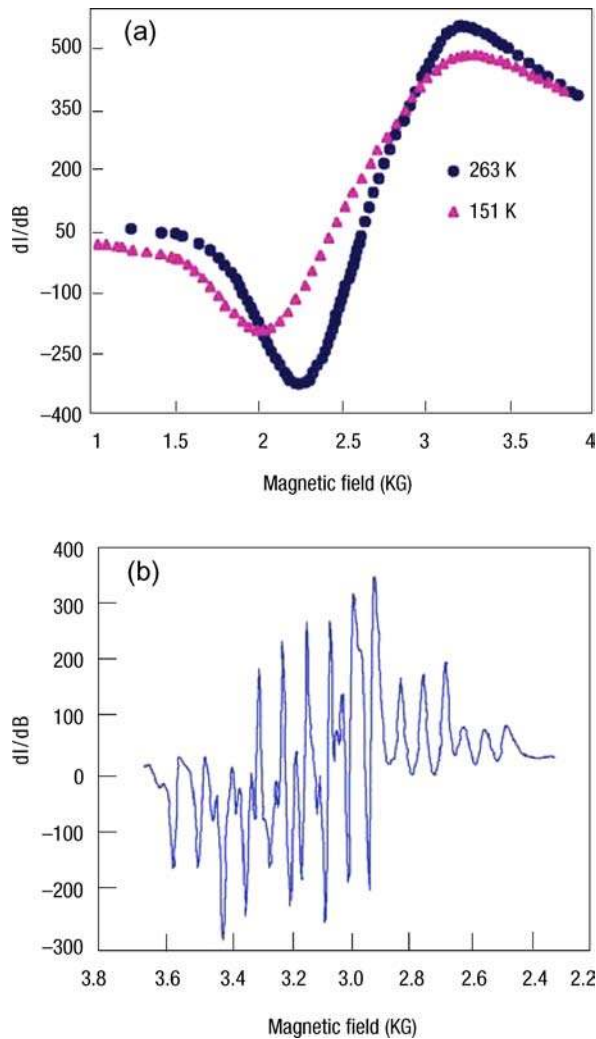 (a)
500
350
200
50
−100
−250
−400
dI/dB
263 K
151 K
1 1.5 2 2.5 3 3.5 4
Magnetic field (KG)
(b)
400
300
200
100
0
−100
−200
−300
dI/dB
3.8 3.6 3.4 3.2 3.0 2.8 2.6 2.4 2.2
Magnetic field (KG)